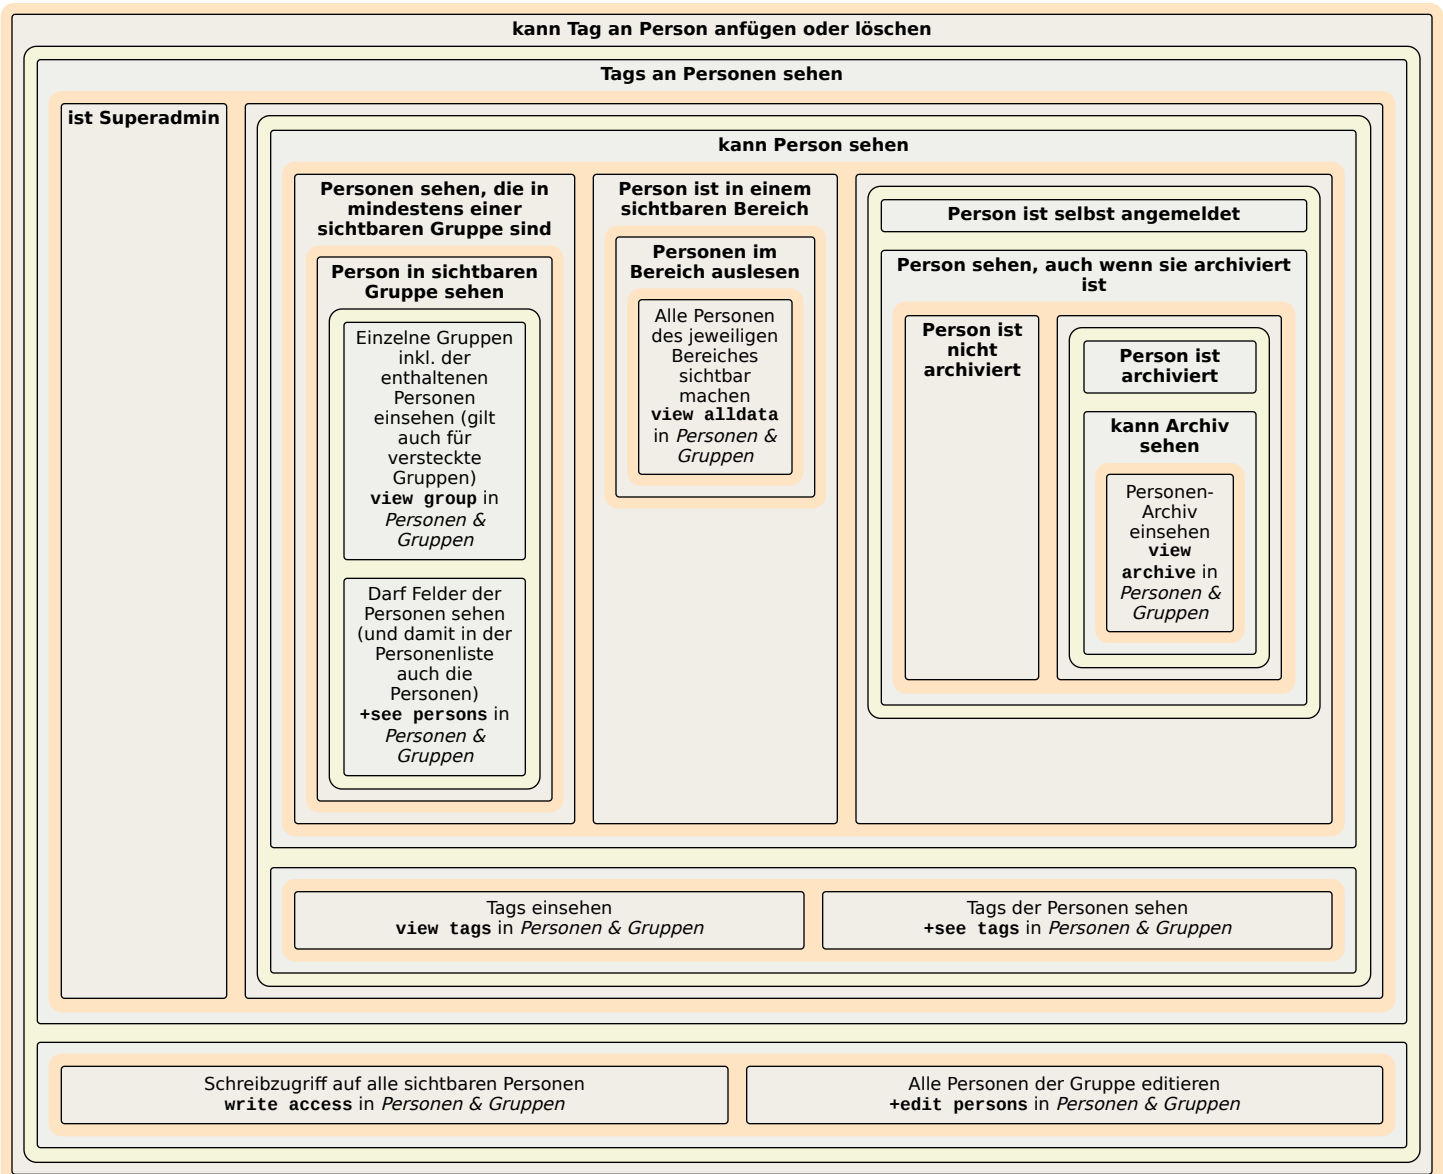 kann Tag an Person anfügen oder löschen
Tags an Personen sehen
ist Superadmin
kann Person sehen
Personen sehen, die in
mindestens einer
sichtbaren Gruppe sind
Person in sichtbaren
Gruppe sehen
Einzelne Gruppen
inkl. der
enthaltenen
Personen
einsehen (gilt
auch für
versteckte
Gruppen)
view group in
Personen &
Gruppen
Darf Felder der
Personen sehen
(und damit in der
Personenliste
auch die
Personen)
+see persons in
Personen &
Gruppen
Person ist in einem
sichtbaren Bereich
Personen im
Bereich auslesen
Alle Personen
des jeweiligen
Bereiches
sichtbar
machen
view alldata
in Personen &
Gruppen
Person ist selbst angemeldet
Person sehen, auch wenn sie archiviert
ist
Person ist
nicht
archiviert
Person ist
archiviert
kann Archiv
sehen
Personen-
Archiv
einsehen
view
archive in
Personen &
Gruppen
Tags einsehen
view tags in Personen & Gruppen
Tags der Personen sehen
+see tags in Personen & Gruppen
Schreibzugriff auf alle sichtbaren Personen
write access in Personen & Gruppen
Alle Personen der Gruppe editieren
+edit persons in Personen & Gruppen